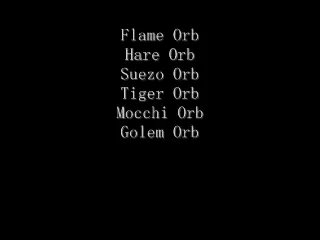 Flame Orb
Hare Orb
Suezo Orb
Tiger Orb
Mocchi Orb
Golem Orb